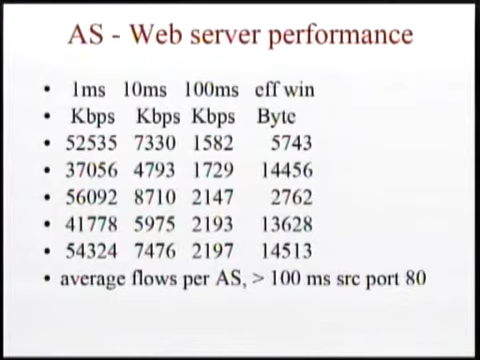 AS - Web server performance
• 1ms 10ms 100ms eff win
• Kbps Kbps Kbps Byte
• 52535 7330 1582 5743
• 37056 4793 1729 14456
• 56092 8710 2147 2762
• 41778 5975 2193 13628
• 54324 7476 2197 14513
• average flows per AS, > 100 ms src port 80